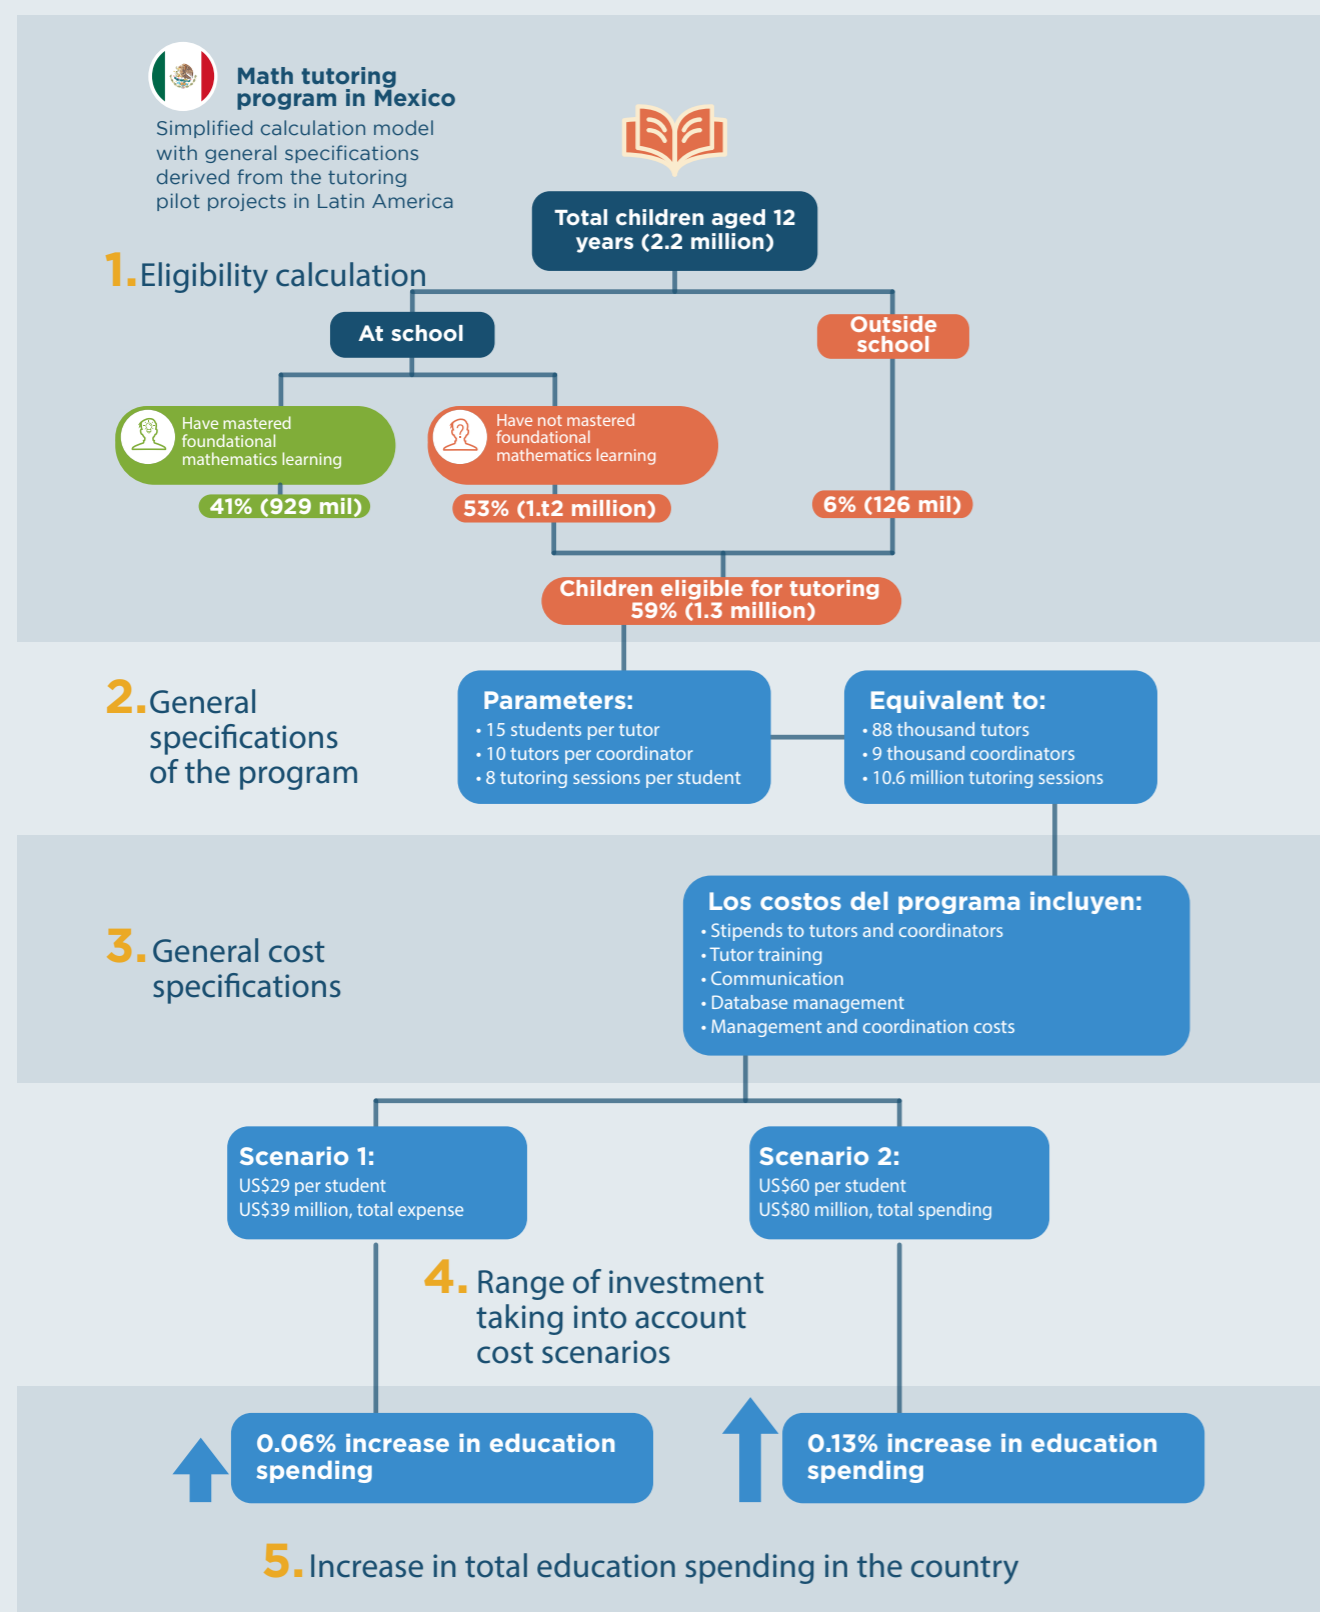 Math tutoring
program in Mexico
Simplified calculation model
with general specifications
derived from the tutoring
pilot projects in Latin America
Total children aged 12
years (2.2 million)
1. Eligibility calculation
At school
Outside
school
Have mastered
foundational
mathematics learning
Have not mastered
foundational
mathematics learning
41% (929 mil)
53% (1.t2 million)
6% (126 mil)
Children eligible for tutoring
59% (1.3 million)
2. General
specifications
of the program
Parameters:
• 15 students per tutor
• 10 tutors per coordinator
• 8 tutoring sessions per student
Equivalent to:
• 88 thousand tutors
• 9 thousand coordinators
• 10.6 million tutoring sessions
3. General cost
specifications
Los costos del programa incluyen:
• Stipends to tutors and coordinators
• Tutor training
• Communication
• Database management
• Management and coordination costs
Scenario 1:
US$29 per student
US$39 million, total expense
Scenario 2:
US$60 per student
US$80 million, total spending
4. Range of investment
taking into account
cost scenarios
0.06% increase in education
spending
0.13% increase in education
spending
5. Increase in total education spending in the country